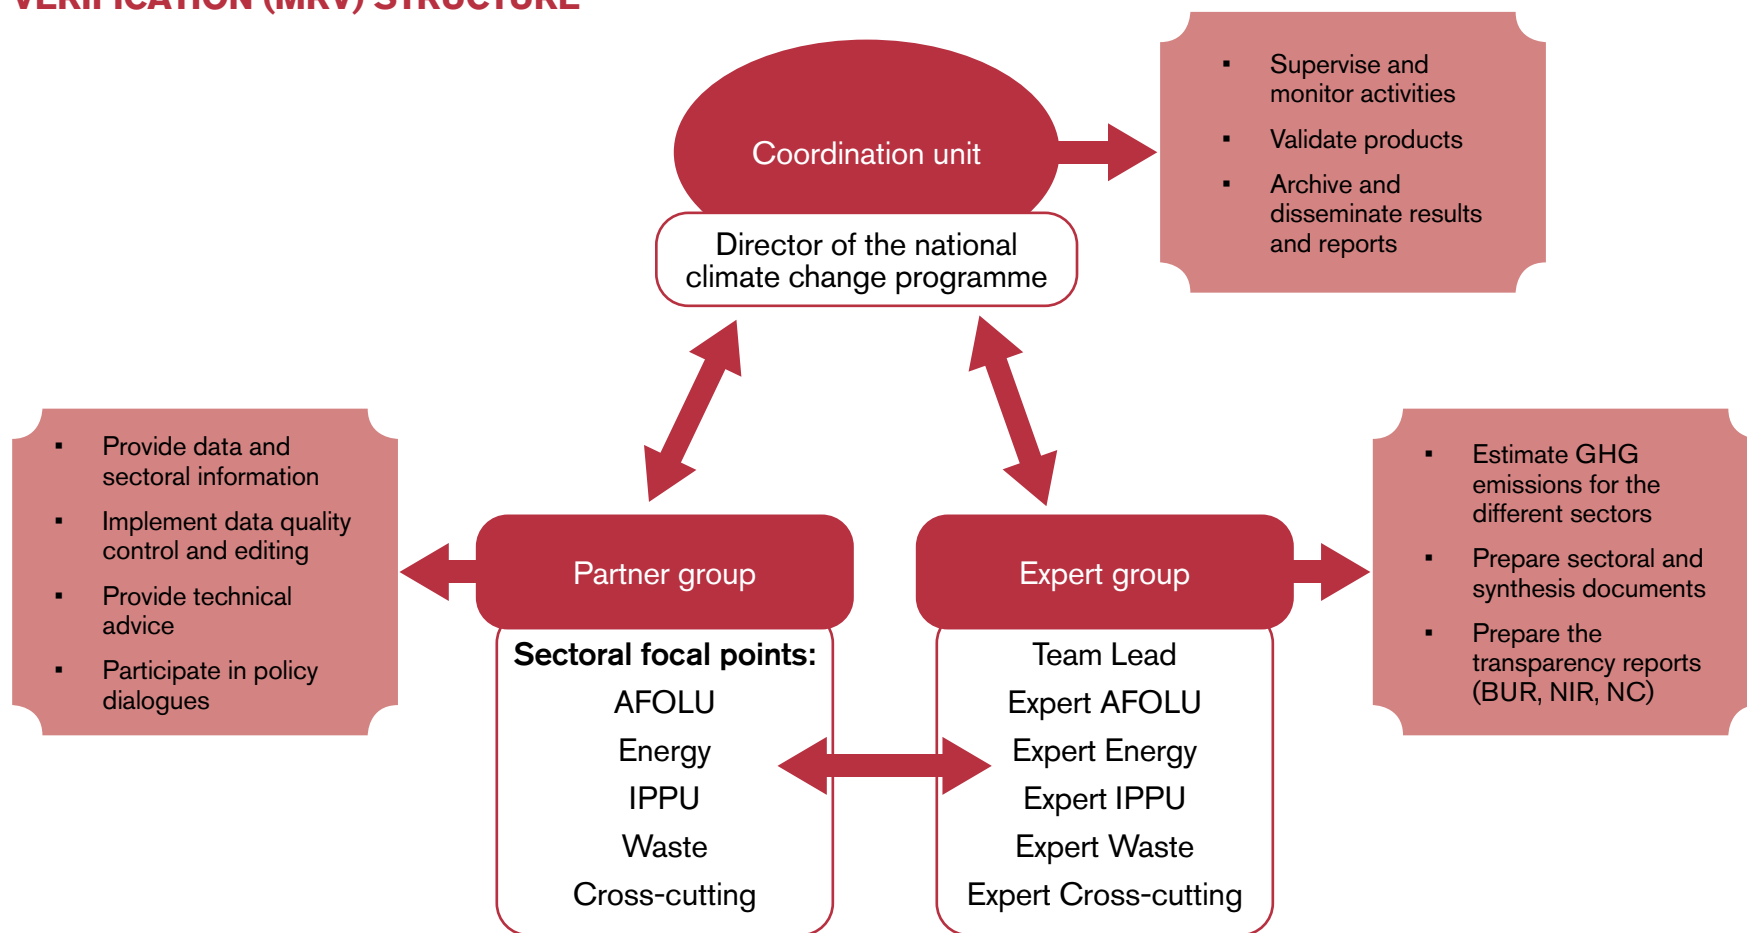 VERIFICATION (MRV) STRUCTURE
Coordination unit
Director of the national
climate change programme
▪ Supervise and
monitor activities
▪ Validate products
▪ Archive and
disseminate results
and reports
▪ Provide data and
sectoral information
▪ Implement data quality
control and editing
▪ Provide technical
advice
▪ Participate in policy
dialogues
Partner group
Sectoral focal points:
AFOLU
Energy
IPPU
Waste
Cross-cutting
Expert group
Team Lead
Expert AFOLU
Expert Energy
Expert IPPU
Expert Waste
Expert Cross-cutting
▪ Estimate GHG
emissions for the
different sectors
▪ Prepare sectoral and
synthesis documents
▪ Prepare the
transparency reports
(BUR, NIR, NC)